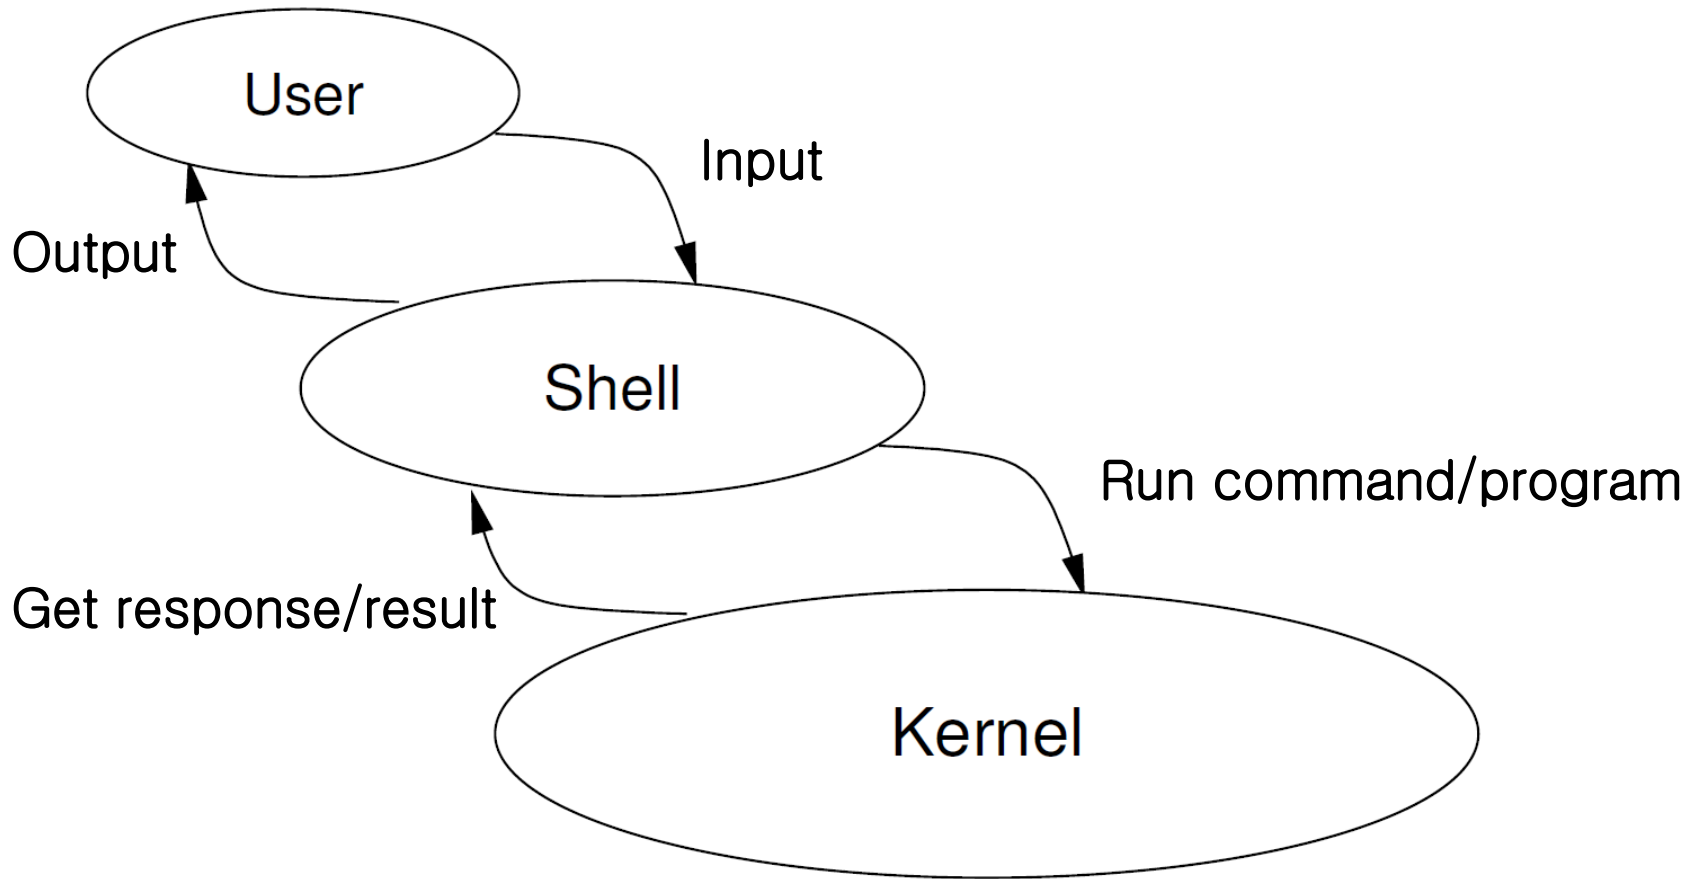 User
Input
Output
Shell
Run command/program
Get response/result
Kernel